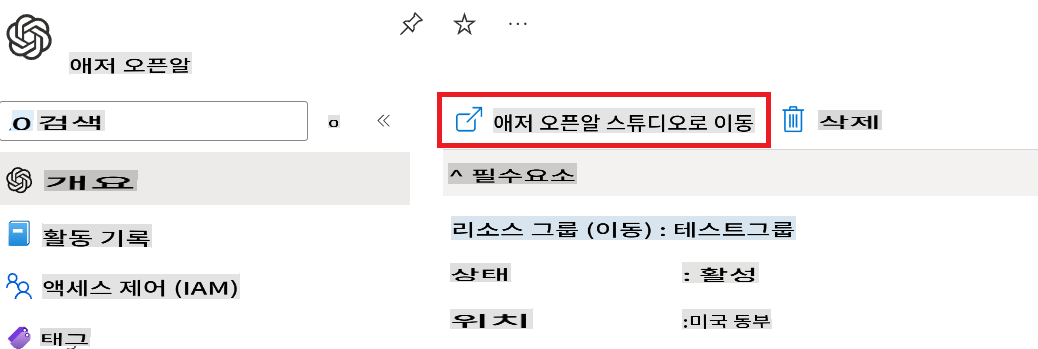 애저 오픈알
검색
애저 오픈알 스튜디오로 이동
삭제
개요
^ 필수요소
활동 기록
리소스 그룹 (이동) : 테스트그룹
액세스 제어 (IAM)
상태 : 활성
태그
위치 :미국 동부